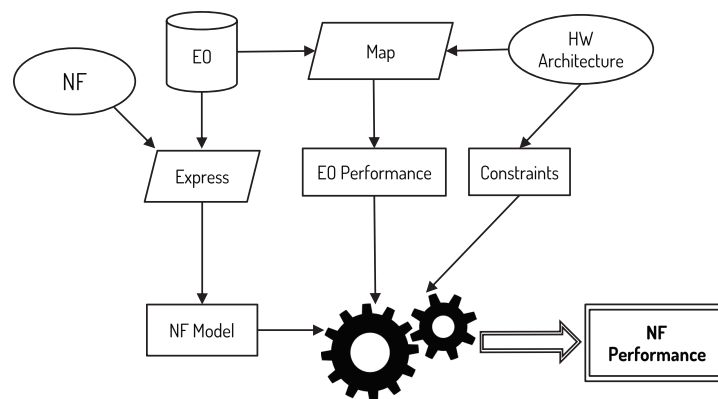 HW
Architecture
EO
Map
NF
Express
EO Performance
Constraints
NF Model
NF
Performance